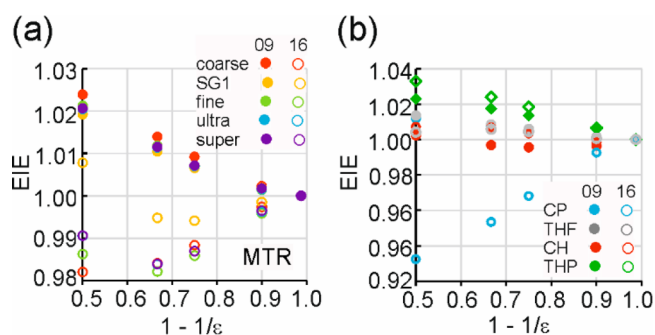 (a)
09 16
coarse
SG1
fine
ultra
super
MTR
EIE
1.03
1.02
1.01
1.00
0.99
0.98
0.5 0.6 0.7 0.8 0.9 1.0
1 - 1/ε
(b)
09 16
CP
THF
CH
THP
EIE
1.04
1.02
1.00
0.98
0.96
0.94
0.92
0.5 0.6 0.7 0.8 0.9 1.0
1 - 1/ε